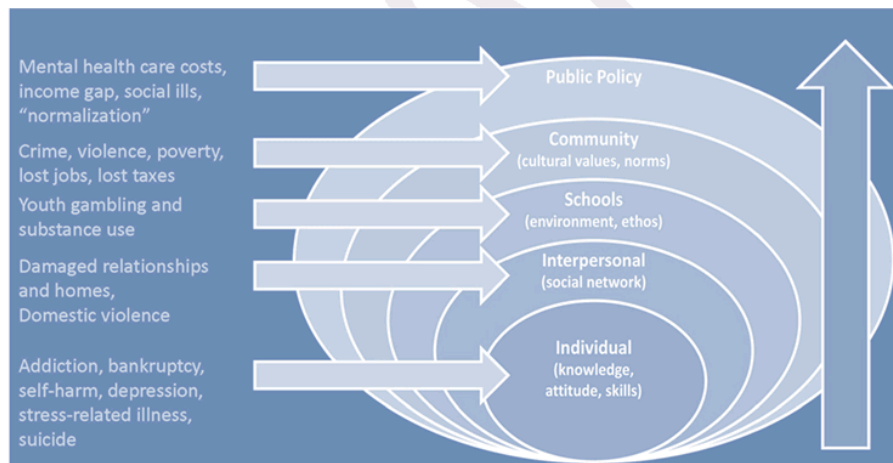 Mental health care costs,
income gap, social ills,
“normalization”
Public Policy
Crime, violence, poverty,
lost jobs, lost taxes
Community
(cultural values, norms)
Youth gambling and
substance use
Schools
(environment, ethos)
Damaged relationships
and homes,
Domestic violence
Interpersonal
(social network)
Addiction, bankruptcy,
self-harm, depression,
stress-related illness,
suicide
Individual
(knowledge,
attitude, skills)